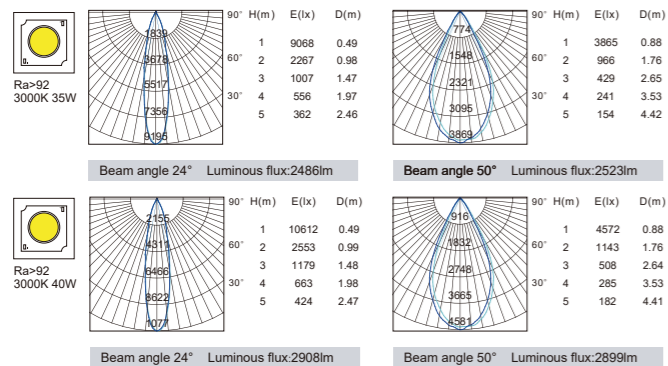 90° H(m) E(lx) D(m)
1839
1 9068 0.49
3678
60° 2 2267 0.98
5517
3 1007 1.47
30° 4 556 1.97
7356
5 362 2.46
9195
Ra>92
3000K 35W
Beam angle 24° Luminous flux:2486lm
90° H(m) E(lx) D(m)
774
1 3865 0.88
1548
60° 2 966 1.76
2321
3 429 2.65
30° 4 241 3.53
3095
5 154 4.42
3869
Beam angle 50° Luminous flux:2523lm
90° H(m) E(lx) D(m)
2155
1 10612 0.49
4311
60° 2 2553 0.99
6466
3 1179 1.48
30° 4 663 1.98
8622
5 424 2.47
1077
Ra>92
3000K 40W
Beam angle 24° Luminous flux:2908lm
90° H(m) E(lx) D(m)
916
1 4572 0.88
1832
60° 2 1143 1.76
2748
3 508 2.64
30° 4 285 3.53
3665
5 182 4.41
4581
Beam angle 50° Luminous flux:2899lm